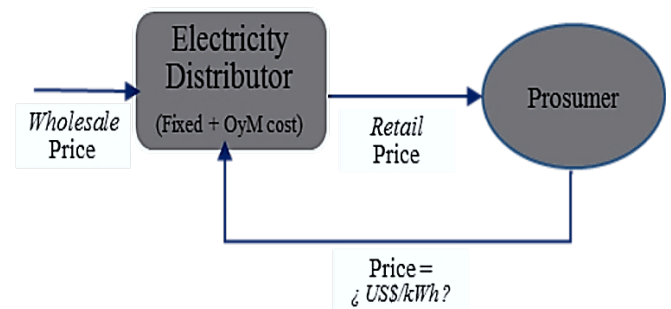 Electricity
Distributor
(Fixed + OyM cost)
Wholesale
Price
Retail
Price
Prosumer
Price =
¿ US$/kWh ?